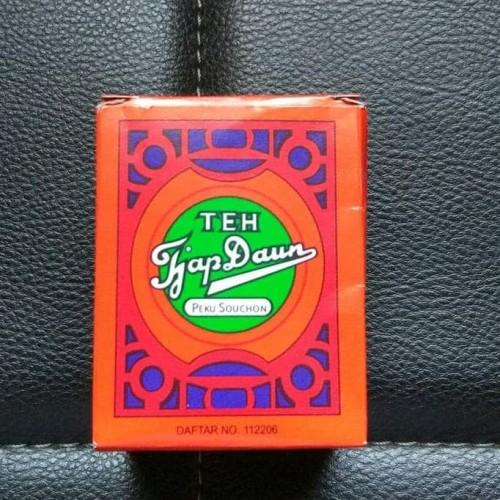 TEH
Tjap Daun
PEKU SOUCHON
DAFTAR NO. 112206